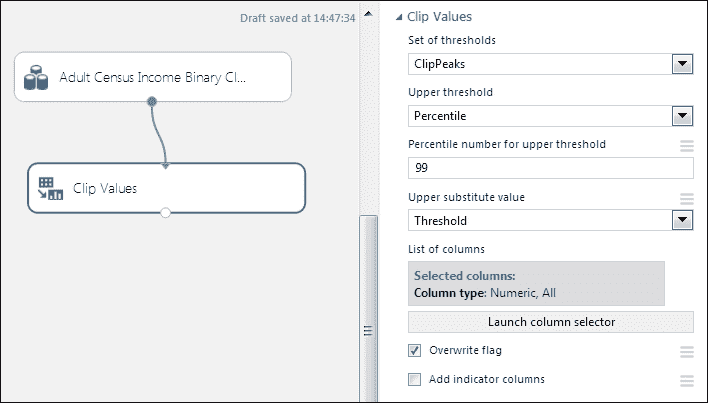 Draft saved at 14:47:34
Adult Census Income Binary Cl...
Clip Values
Clip Values
Set of thresholds
ClipPeaks
Upper threshold
Percentile
Percentile number for upper threshold
99
Upper substitute value
Threshold
List of columns
Selected columns:
Column type: Numeric, All
Launch column selector
Overwrite flag
Add indicator columns